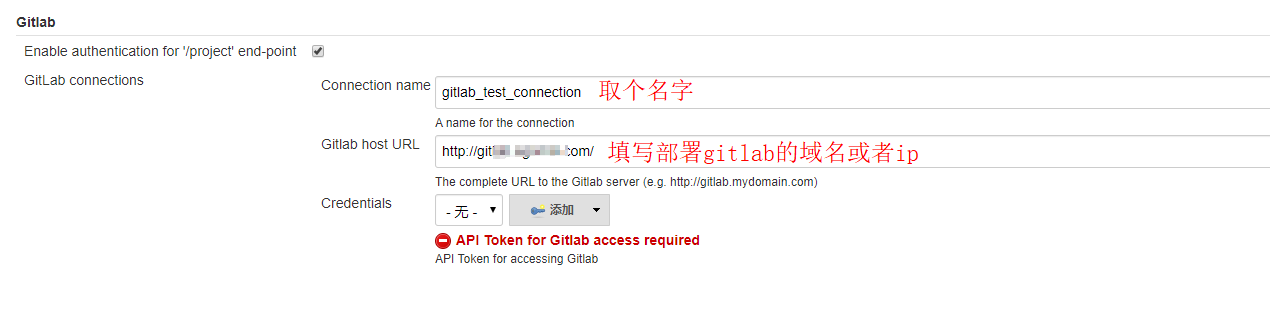 Gitlab
Enable authentication for '/project' end-point
GitLab connections
Connection name gitlab_test_connection 取个名字
A name for the connection
Gitlab host URL http://git .com/ 填写部署gitlab的域名或者ip
The complete URL to the Gitlab server (e.g. http://gitlab.mydomain.com)
Credentials - 无 - 添加
API Token for Gitlab access required
API Token for accessing Gitlab